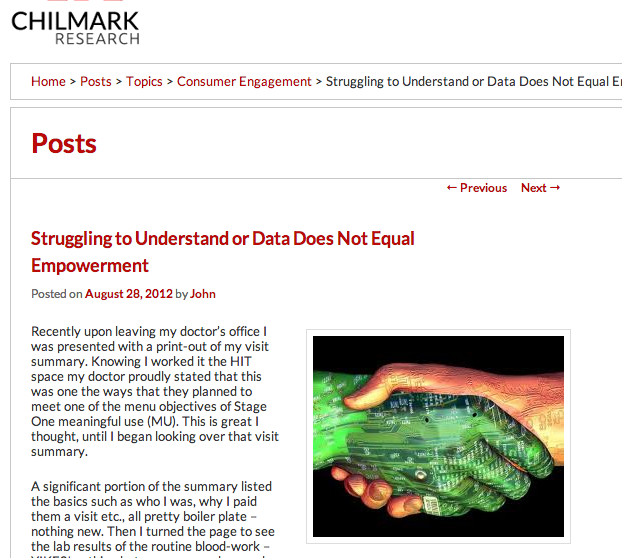 CHILMARK
RESEARCH
Home > Posts > Topics > Consumer Engagement > Struggling to Understand or Data Does Not Equal
Posts
← Previous Next →
Struggling to Understand or Data Does Not Equal
Empowerment
Posted on August 28, 2012 by John
Recently upon leaving my doctor's office I
was presented with a print-out of my visit
summary. Knowing I worked it the HIT
space my doctor proudly stated that this
was one the ways that they planned to
meet one of the menu objectives of Stage
One meaningful use (MU). This is great I
thought, until I began looking over that visit
summary.
A significant portion of the summary listed
the basics such as who I was, why I paid
them a visit etc., all pretty boiler plate –
nothing new. Then I turned the page to see
the lab results of the routine blood-work –